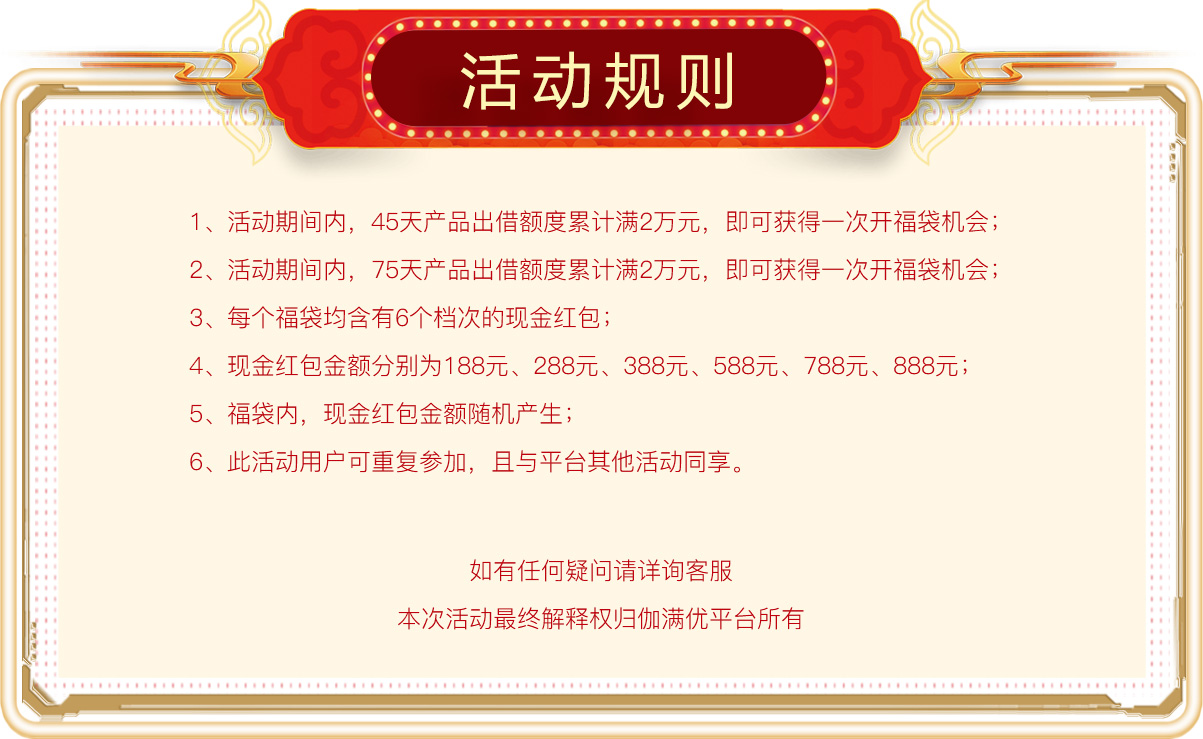 活动规则
1、活动期间内，45天产品出借额度累计满2万元，即可获得一次开福袋机会；
2、活动期间内，75天产品出借额度累计满2万元，即可获得一次开福袋机会；
3、每个福袋均含有6个档次的现金红包；
4、现金红包金额分别为188元、288元、388元、588元、788元、888元；
5、福袋内，现金红包金额随机产生；
6、此活动用户可重复参加，且与平台其他活动同享。
如有任何疑问请详询客服
本次活动最终解释权归伽满优平台所有